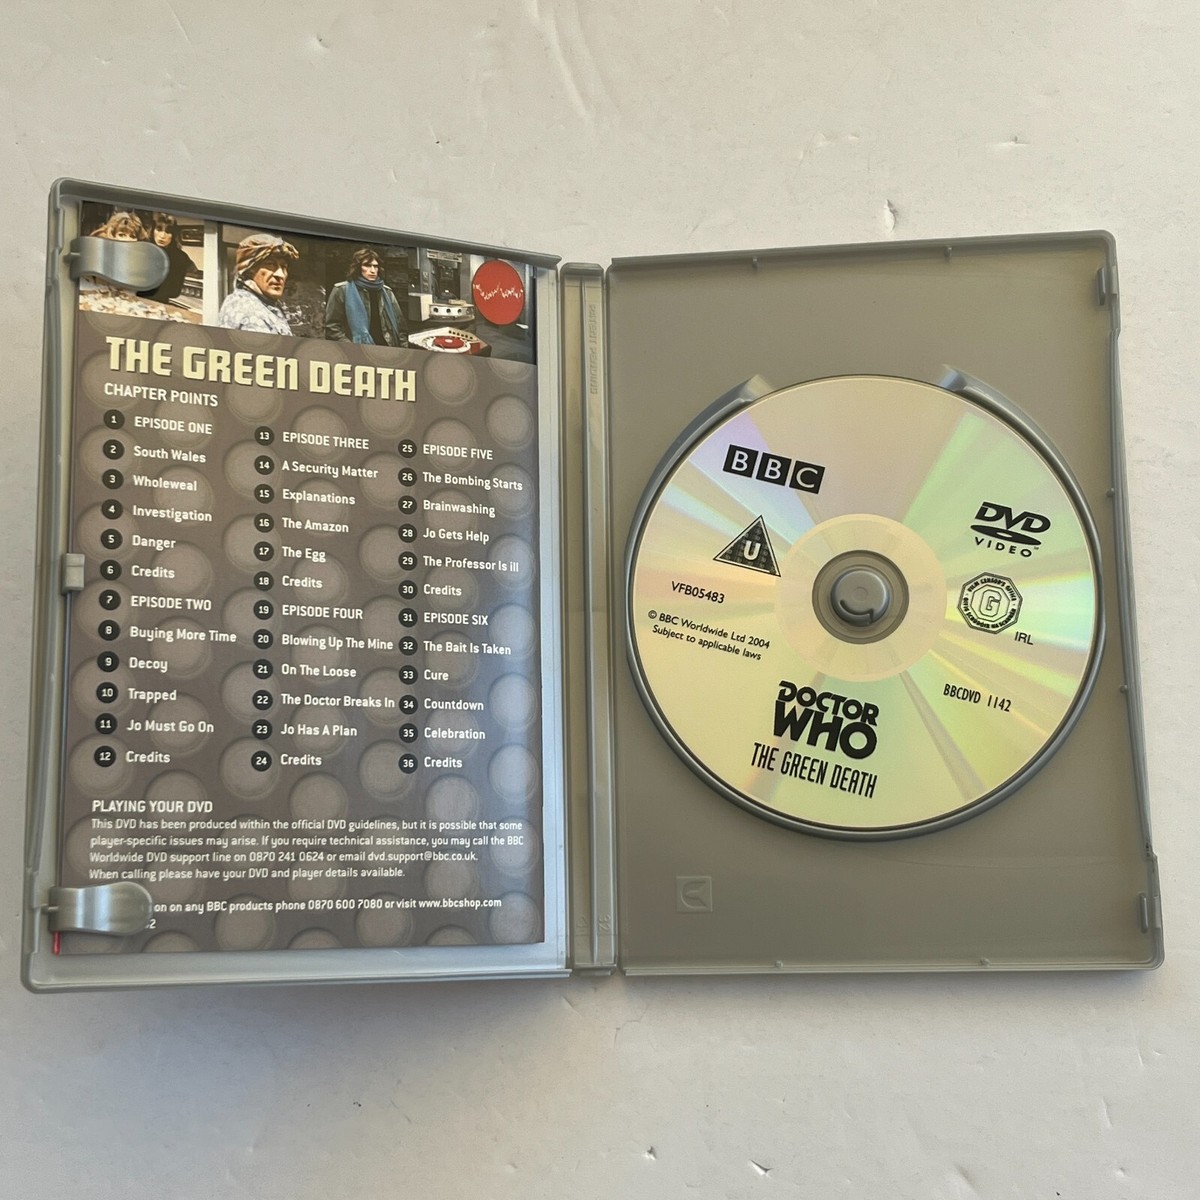 THE GREEN DEATH
CHAPTER POINTS
1 EPISODE ONE
2 South Wales
3 Wholeweal
4 Investigation
5 Danger
6 Credits
7 EPISODE TWO
8 Buying More Time
9 Decoy
10 Trapped
11 Jo Must Go On
12 Credits
13 EPISODE THREE
14 A Security Matter
15 Explanations
16 The Amazon
17 The Egg
18 Credits
19 EPISODE FOUR
20 Blowing Up The Mine
21 On The Loose
22 The Doctor Breaks In
23 Jo Has A Plan
24 Credits
25 EPISODE FIVE
26 The Bombing Starts
27 Brainwashing
28 Jo Gets Help
29 The Professor Is ill
30 Credits
31 EPISODE SIX
32 The Bait Is Taken
33 Cure
34 Countdown
35 Celebration
36 Credits
PLAYING YOUR DVD
This DVD has been produced within the official DVD guidelines, but it is possible that some
player-specific issues may arise. If you require technical assistance, you may call the BBC
Worldwide DVD support line on 0870 241 0624 or email dvd.support@bbc.co.uk.
When calling please have your DVD and player details available.
on on any BBC products phone 0870 600 7080 or visit www.bbcshop.com
PATENT PENDING
BBC
DVD
VIDEO™
U
VFB05483
© BBC Worldwide Ltd 2004
Subject to applicable laws
FILM CENSOR'S OFFICE
G
IRL
BBCDVD 1142
DOCTOR
WHO
THE GREEN DEATH